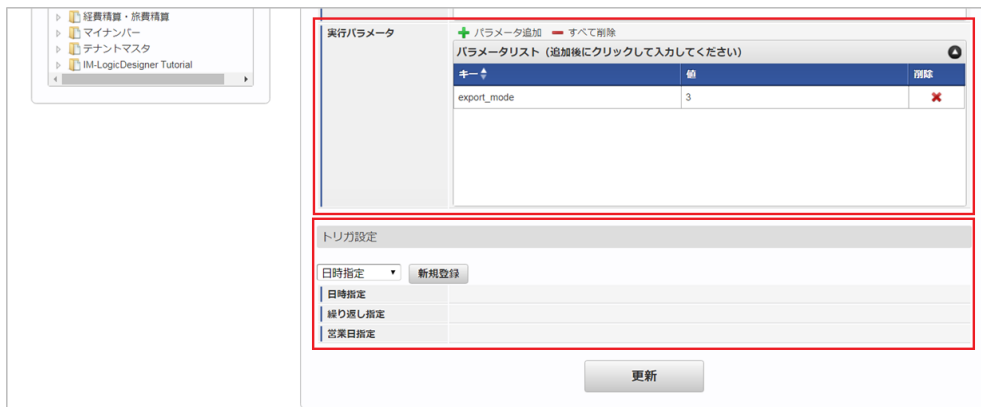 経費精算・旅費精算
マイナンバー
テナントマスタ
IM-LogicDesigner Tutorial
実行パラメータ
パラメータ追加 すべて削除
パラメータリスト（追加後にクリックして入力してください）
キー 値 削除
export_mode 3
トリガ設定
日時指定 新規登録
日時指定
繰り返し指定
営業日指定
更新